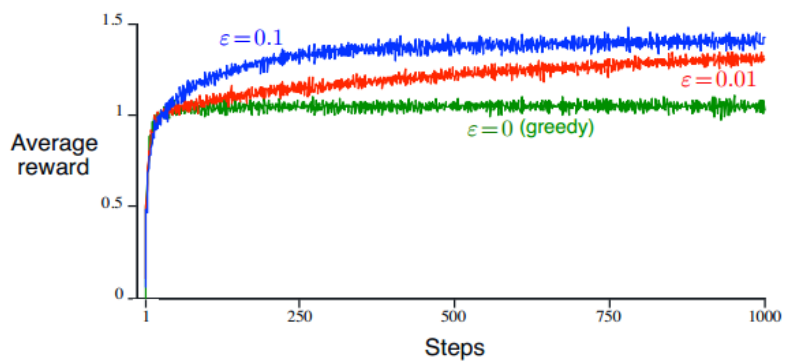 1.5
ε=0.1
ε=0.01
1
ε=0 (greedy)
Average
reward
0.5
0
1
250
500
750
1000
Steps